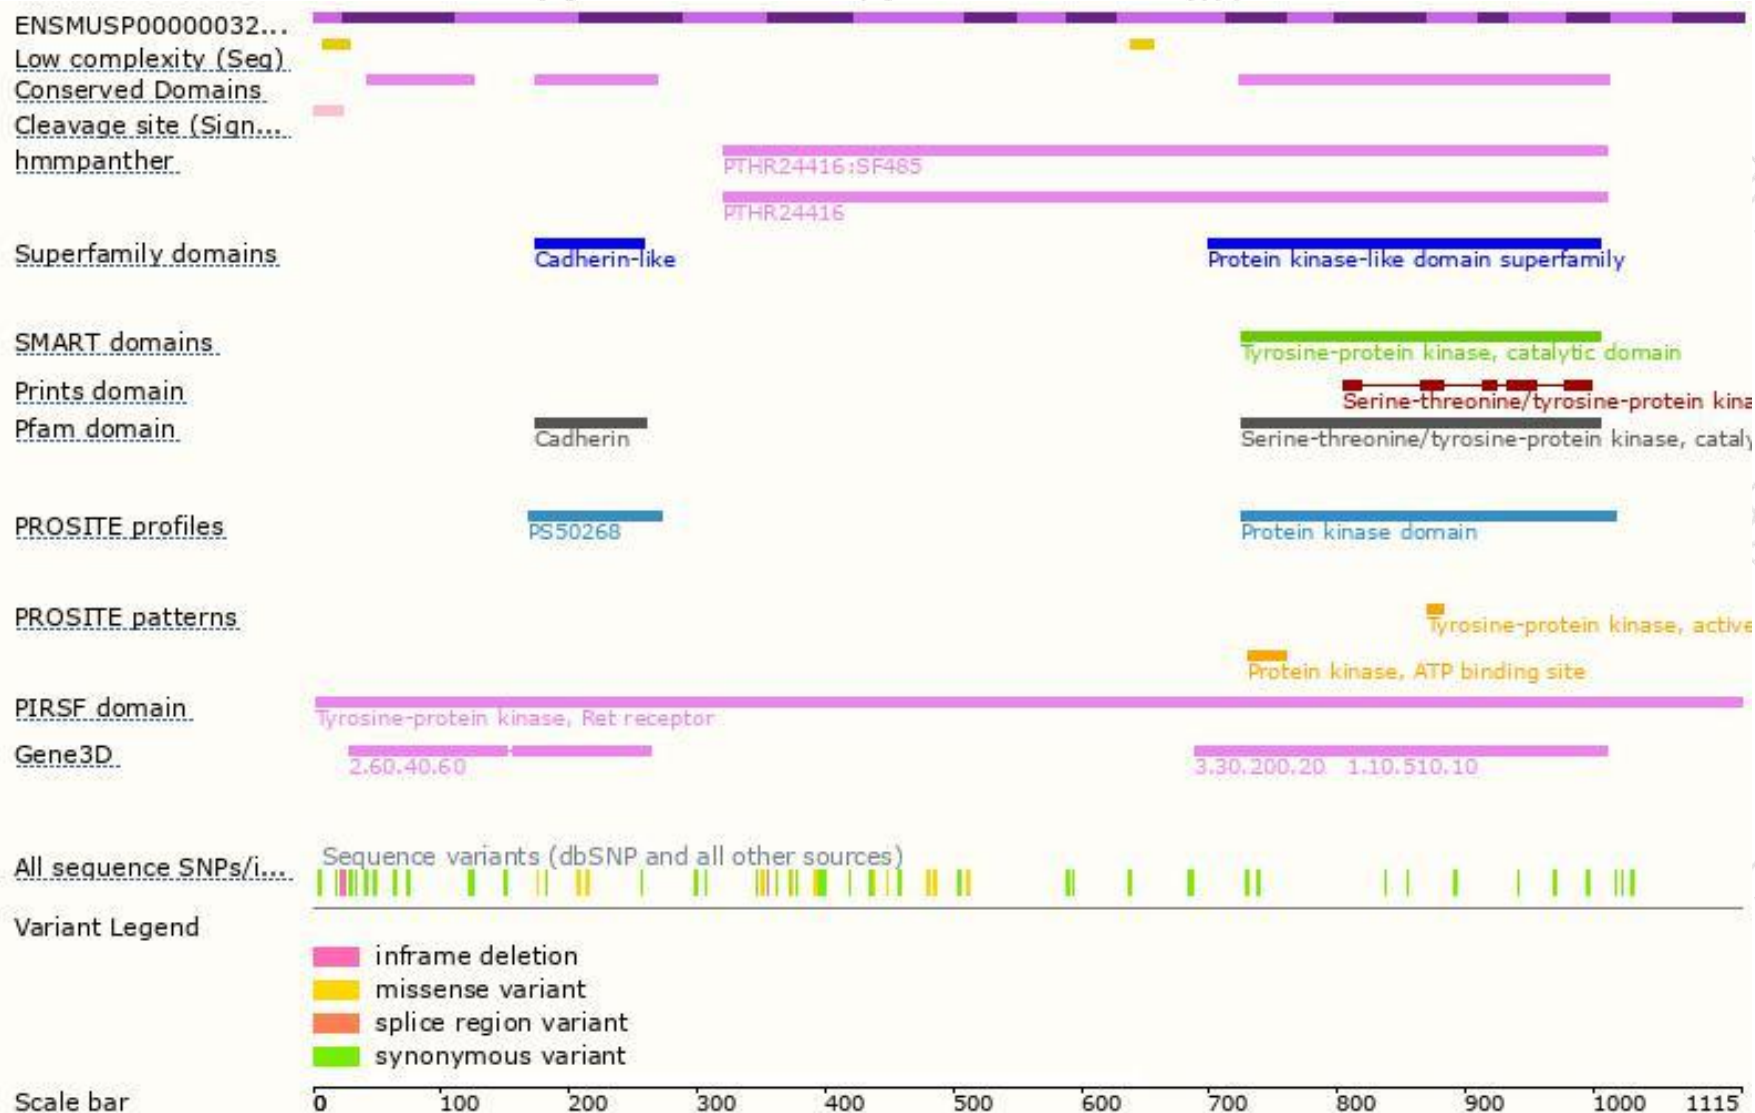 ENSMUSP00000032...
Low complexity (Seg)
Conserved Domains
Cleavage site (Sign...
hmmpanther
PTHR24416:SF485
PTHR24416
Superfamily domains
Cadherin-like
Protein kinase-like domain superfamily
SMART domains
Tyrosine-protein kinase, catalytic domain
Prints domain
Serine-threonine/tyrosine-protein kina
Pfam domain
Cadherin
Serine-threonine/tyrosine-protein kinase, cataly
PROSITE profiles
PS50268
Protein kinase domain
PROSITE patterns
Tyrosine-protein kinase, active
Protein kinase, ATP binding site
PIRSF domain
Tyrosine-protein kinase, Ret receptor
Gene3D
2.60.40.60
3.30.200.20 1.10.510.10
Sequence variants (dbSNP and all other sources)
All sequence SNPs/i...
Variant Legend
inframe deletion
missense variant
splice region variant
synonymous variant
Scale bar 0 100 200 300 400 500 600 700 800 900 1000 1115